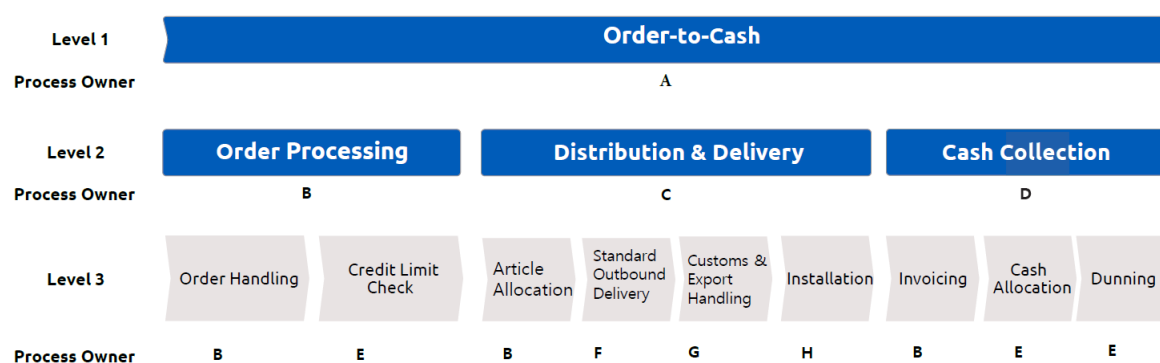 Level 1
Order-to-Cash
Process Owner
A
Level 2
Order Processing
Distribution & Delivery
Cash Collection
Process Owner
B
C
D
Level 3
Order Handling
Credit Limit
Check
Article
Allocation
Standard
Outbound
Delivery
Customs &
Export
Handling
Installation
Invoicing
Cash
Allocation
Dunning
Process Owner
B
E
B
F
G
H
B
E
E